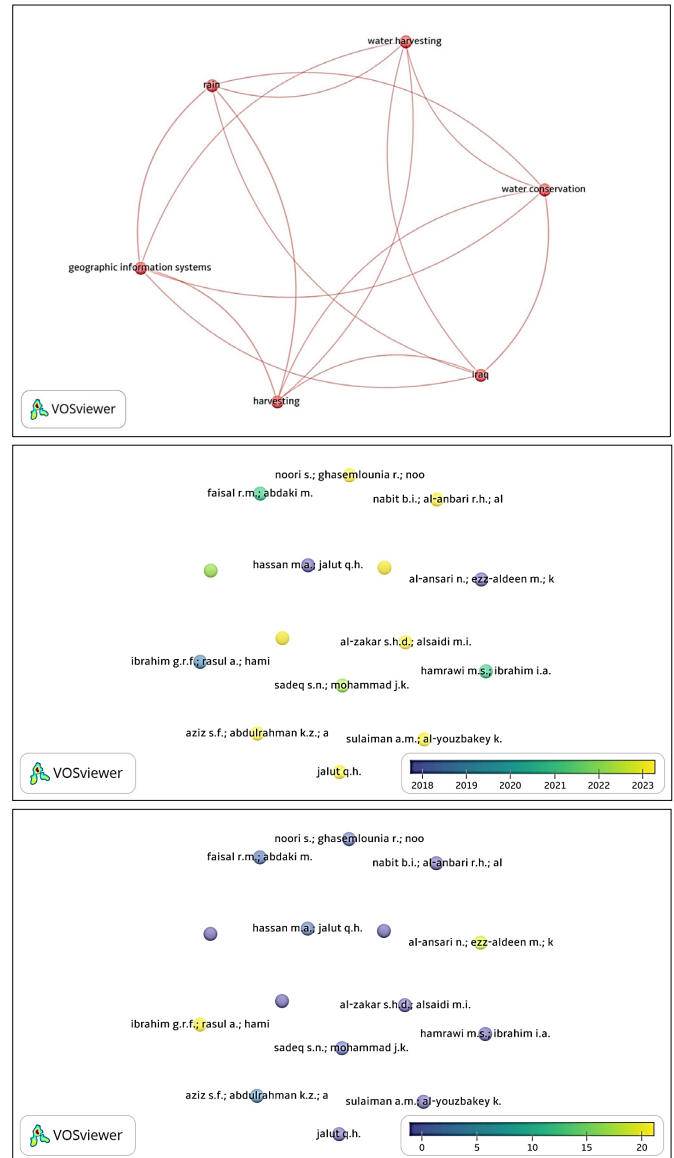 water harvesting
rain
water conservation
geographic information systems
iraq
harvesting
VOSviewer
noori s.; ghasemlounia r.; noo
faisal r.m.; abdaki m.
nabit b.i.; al-anbari r.h.; al
hassan m.a.; jalut q.h.
al-ansari n.; ezz-aldeen m.; k
al-zakar s.h.d.; alsaidi m.i.
ibrahim g.r.f.; rasul a.; hami
hamrawi m.s.; ibrahim i.a.
sadeq s.n.; mohammad j.k.
aziz s.f.; abdulrahman k.z.; a
sulaiman a.m.; al-youzbakey k.
jalut q.h.
VOSviewer
2018 2019 2020 2021 2022 2023
noori s.; ghasemlounia r.; noo
faisal r.m.; abdaki m.
nabit b.i.; al-anbari r.h.; al
hassan m.a.; jalut q.h.
al-ansari n.; ezz-aldeen m.; k
al-zakar s.h.d.; alsaidi m.i.
ibrahim g.r.f.; rasul a.; hami
hamrawi m.s.; ibrahim i.a.
sadeq s.n.; mohammad j.k.
aziz s.f.; abdulrahman k.z.; a
sulaiman a.m.; al-youzbakey k.
jalut q.h.
VOSviewer
0 5 10 15 20